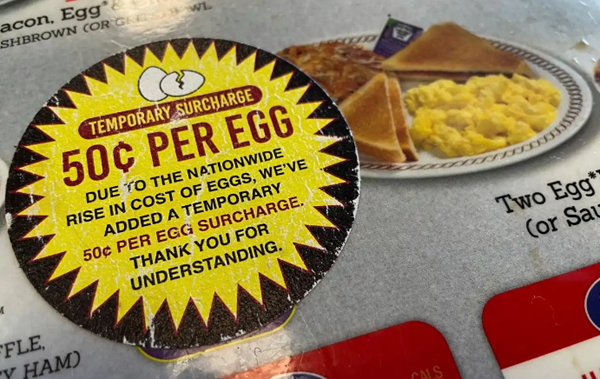 acon, Egg*
SHBROWN (OR
TEMPORARY SURCHARGE
50¢ PER EGG
DUE TO THE NATIONWIDE
RISE IN COST OF EGGS, WE'VE
ADDED A TEMPORARY
50¢ PER EGG SURCHARGE.
THANK YOU FOR
UNDERSTANDING.
Two Egg*
(or Sau
FFLE,
Y HAM)
CALS